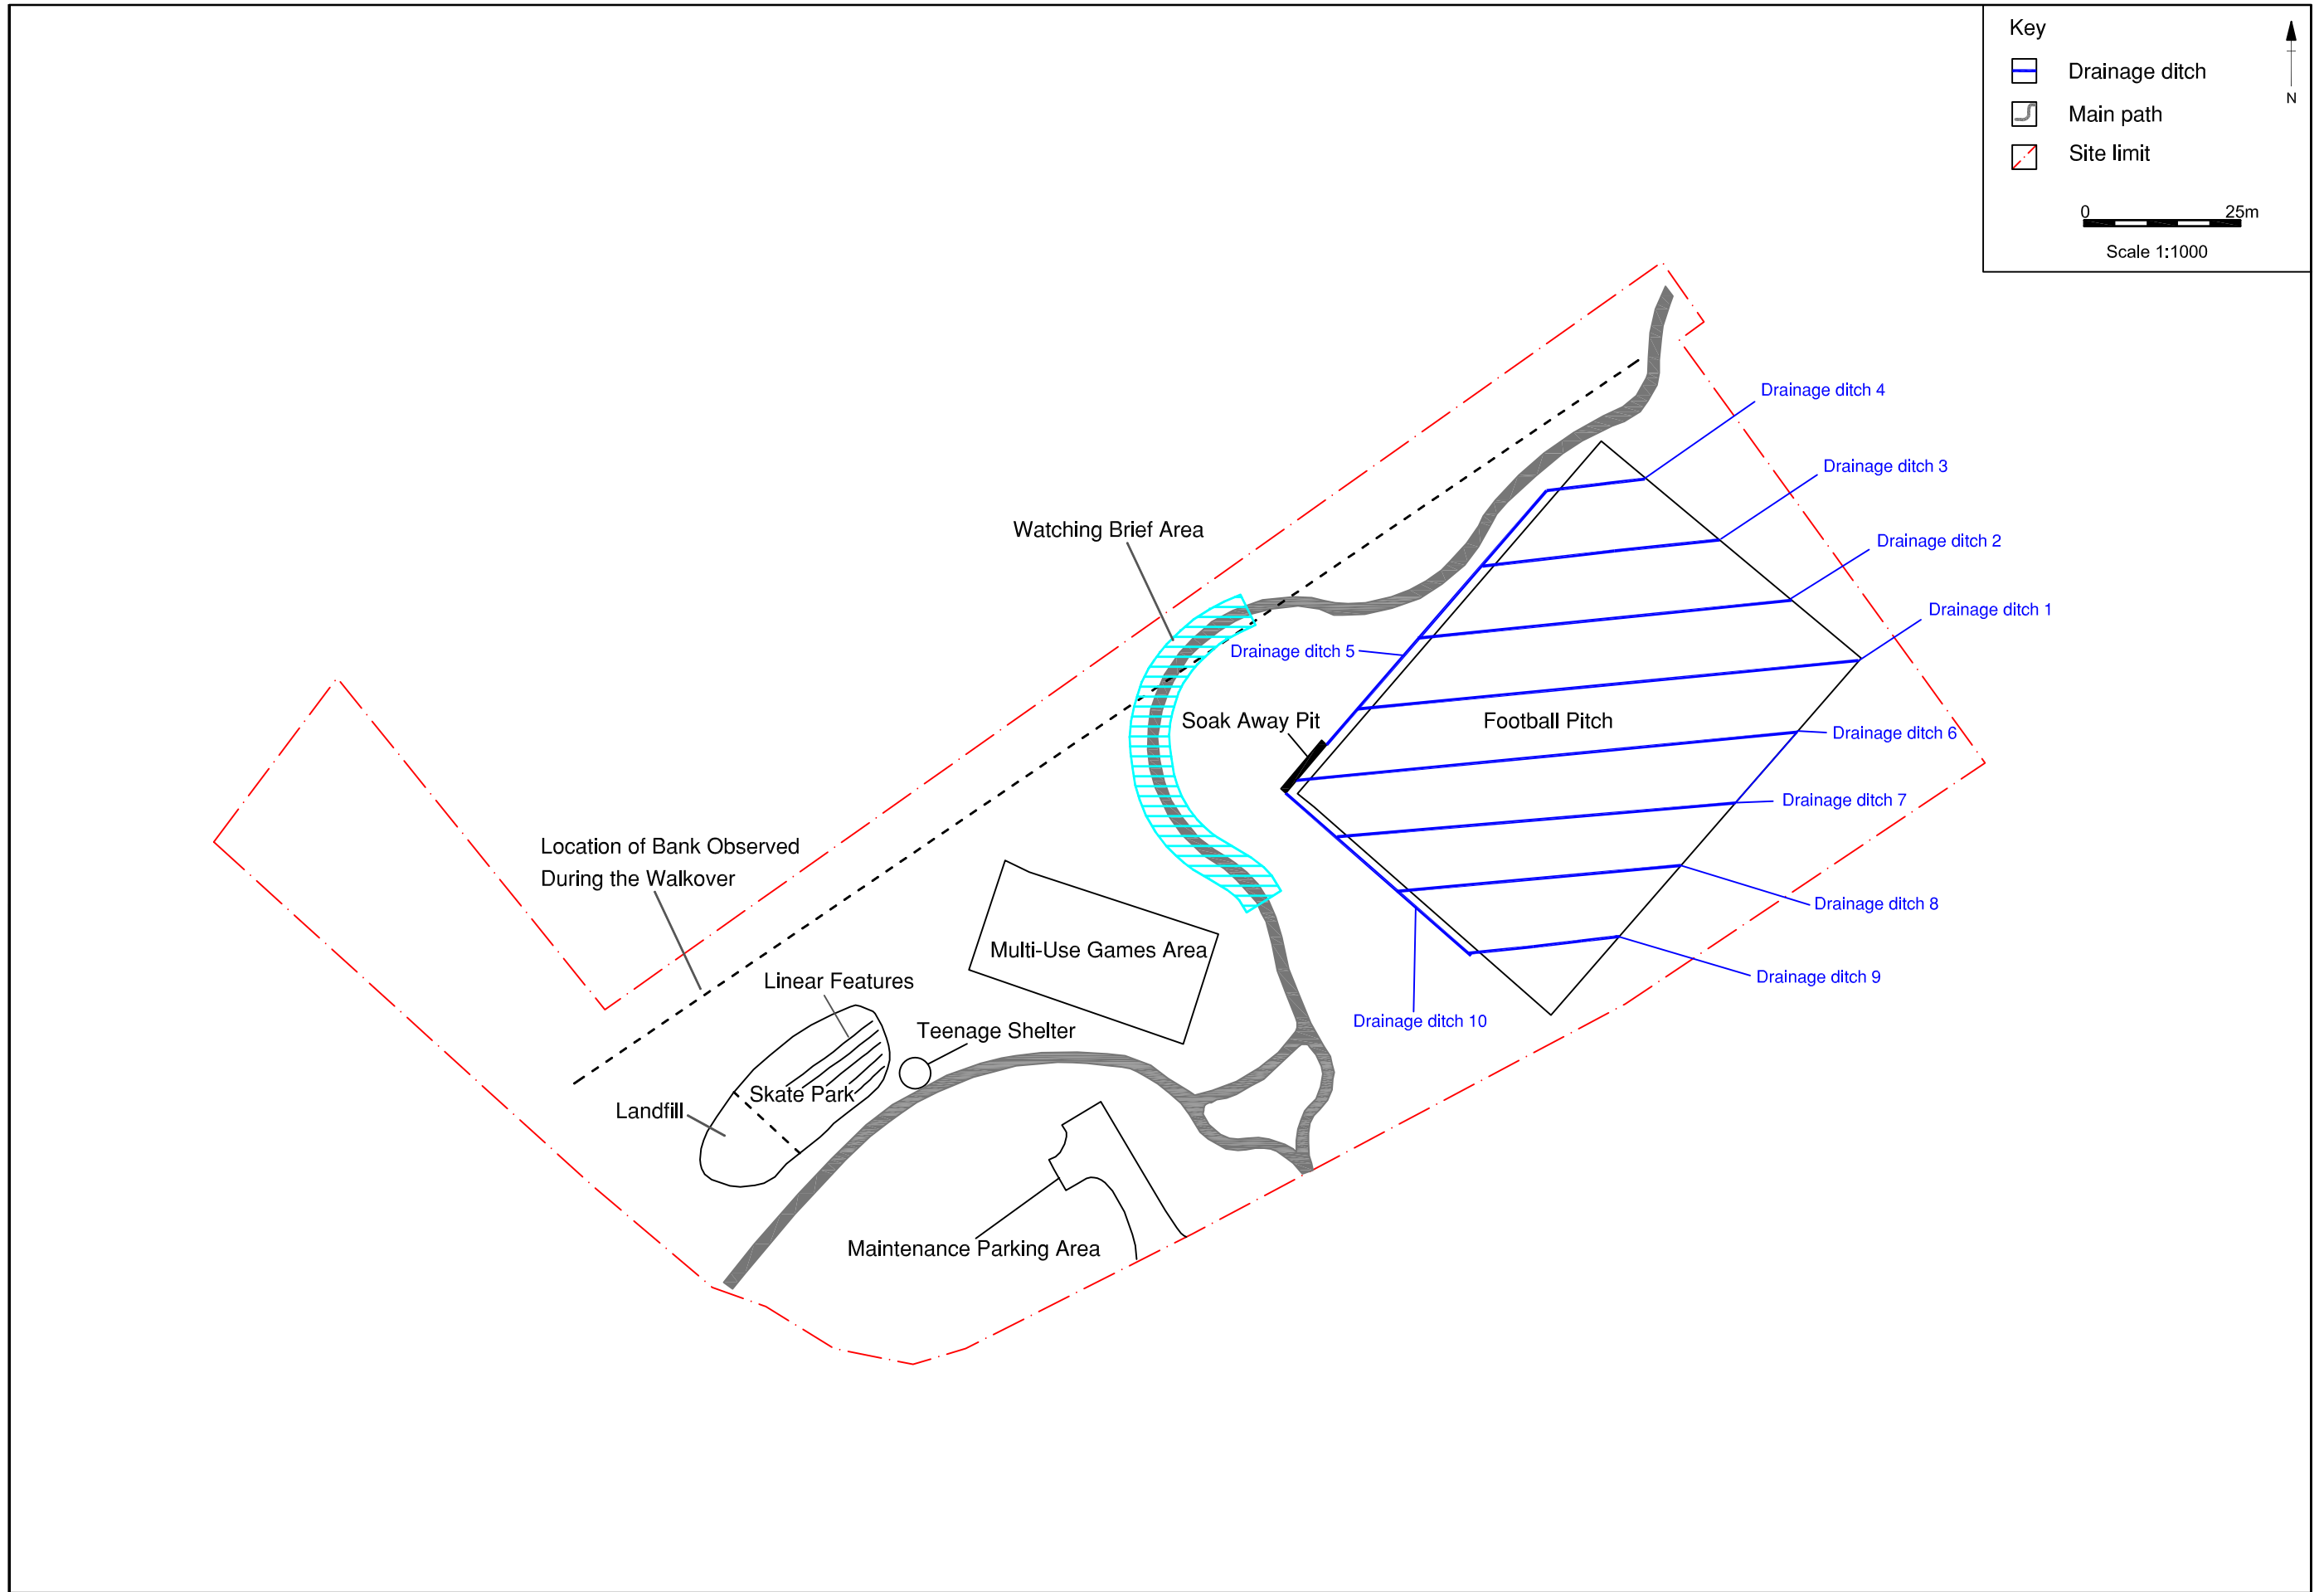 Key
N
Drainage ditch
Main path
Site limit
0 25m
Scale 1:1000
Drainage ditch 4
Drainage ditch 3
Drainage ditch 2
Drainage ditch 1
Watching Brief Area
Drainage ditch 5
Soak Away Pit
Football Pitch
Drainage ditch 6
Drainage ditch 7
Location of Bank Observed
During the Walkover
Drainage ditch 8
Multi-Use Games Area
Drainage ditch 9
Linear Features
Drainage ditch 10
Teenage Shelter
Skate Park
Landfill
Maintenance Parking Area